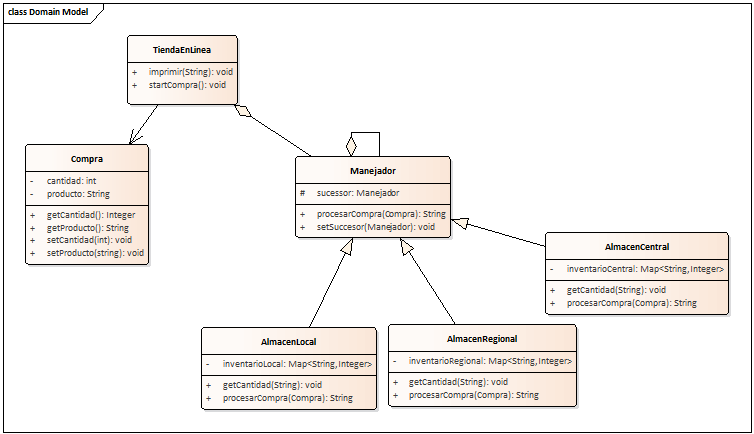 class Domain Model
TiendaEnLinea
+ imprimir(String): void
+ startCompra(): void
Compra
- cantidad: int
- producto: String
+ getCantidad(): Integer
+ getProducto(): String
+ setCantidad(int): void
+ setProducto(string): void
Manejador
# sucessor: Manejador
+ procesarCompra(Compra): String
+ setSuccesor(Manejador): void
AlmacenCentral
- inventarioCentral: Map<String,Integer>
+ getCantidad(String): void
+ procesarCompra(Compra): String
AlmacenLocal
- inventarioLocal: Map<String,Integer>
+ getCantidad(String): void
+ procesarCompra(Compra): String
AlmacenRegional
- inventarioRegional: Map<String,Integer>
+ getCantidad(String): void
+ procesarCompra(Compra): String